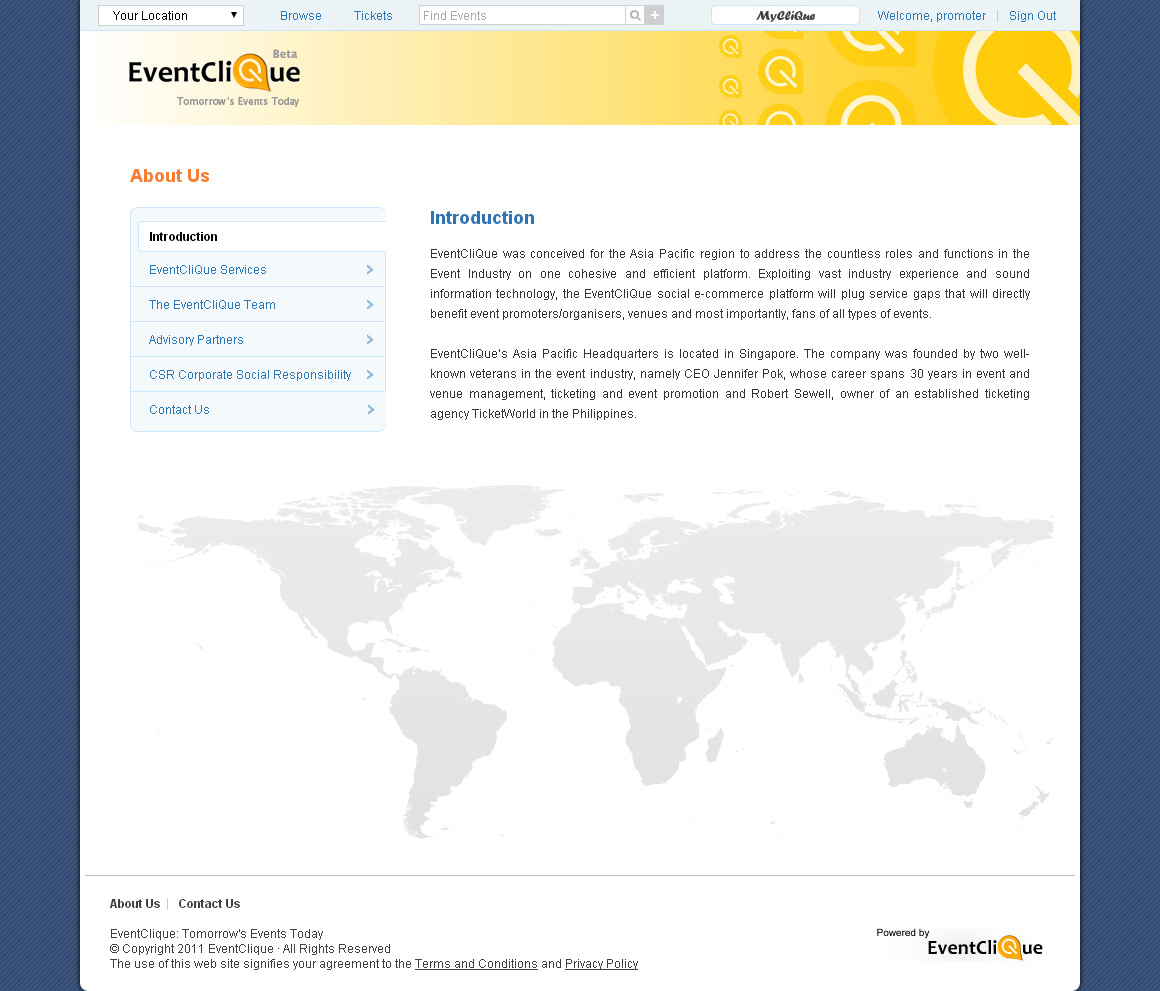 Your Location
Browse
Tickets
Find Events
MyCliQue
Welcome, promoter
Sign Out
Beta
EventCliQue
Tomorrow's Events Today
About Us
Introduction
EventCliQue Services
The EventCliQue Team
Advisory Partners
CSR Corporate Social Responsibility
Contact Us
Introduction
EventCliQue was conceived for the Asia Pacific region to address the countless roles and functions in the
Event Industry on one cohesive and efficient platform. Exploiting vast industry experience and sound
information technology, the EventCliQue social e-commerce platform will plug service gaps that will directly
benefit event promoters/organisers, venues and most importantly, fans of all types of events.
EventCliQue's Asia Pacific Headquarters is located in Singapore. The company was founded by two well-
known veterans in the event industry, namely CEO Jennifer Pok, whose career spans 30 years in event and
venue management, ticketing and event promotion and Robert Sewell, owner of an established ticketing
agency TicketWorld in the Philippines.
About Us
Contact Us
EventClique: Tomorrow's Events Today
© Copyright 2011 EventClique · All Rights Reserved
The use of this web site signifies your agreement to the Terms and Conditions and Privacy Policy
Powered by
EventCliQue